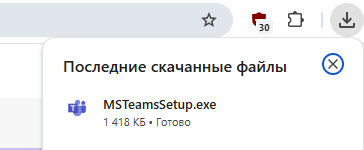 30
Последние скачанные файлы
MSTeamsSetup.exe
1 418 КБ • Готово